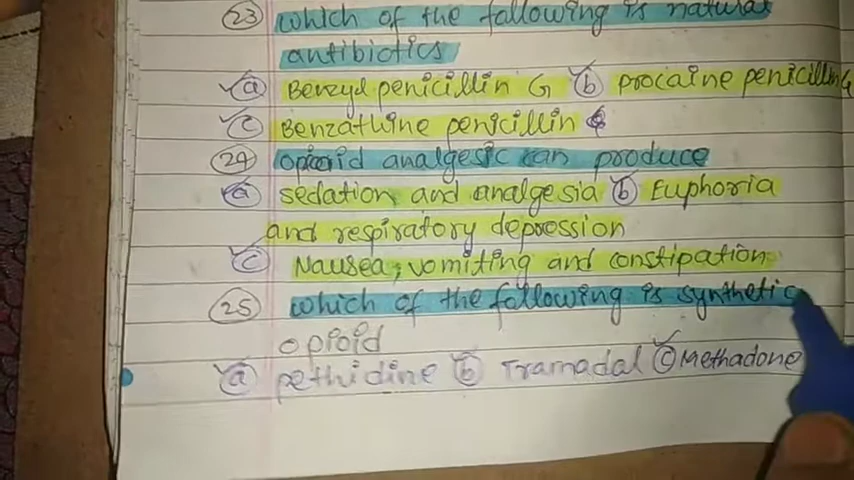 23 which of the following is natural
antibiotics
a Benzyl penicillin G b procaine penicilling
c Benzathine penicillin
24 opioid analgesic can produce
a sedation and analgesia b Euphoria
and respiratory depression
c Nausea, vomiting and constipation
25 which of the following is synthetic
opioid
a pethidine b Tramadal c Methadone